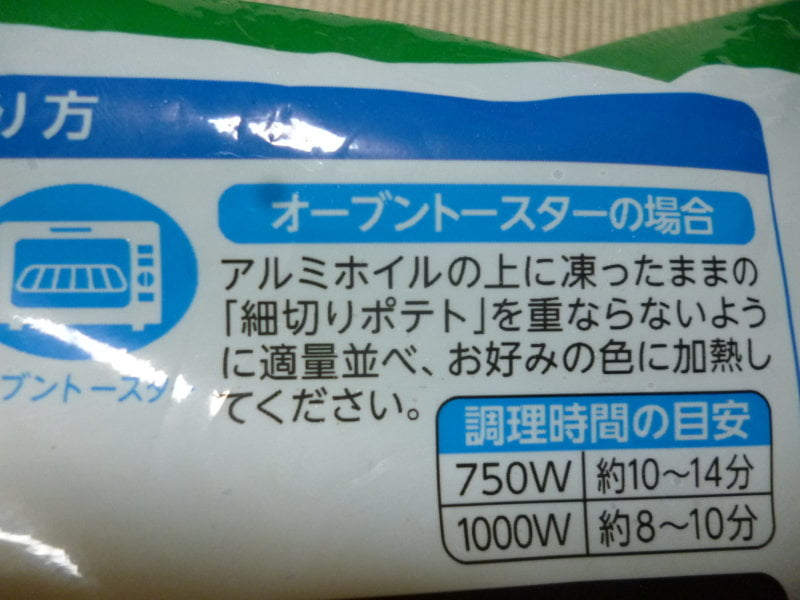 り方
オーブントースターの場合
アルミホイルの上に凍ったままの
「細切りポテト」を重ならないよう
に適量並べ、お好みの色に加熱し
てください。
ブントースター
調理時間の目安
750W 約10～14分
1000W 約8～10分